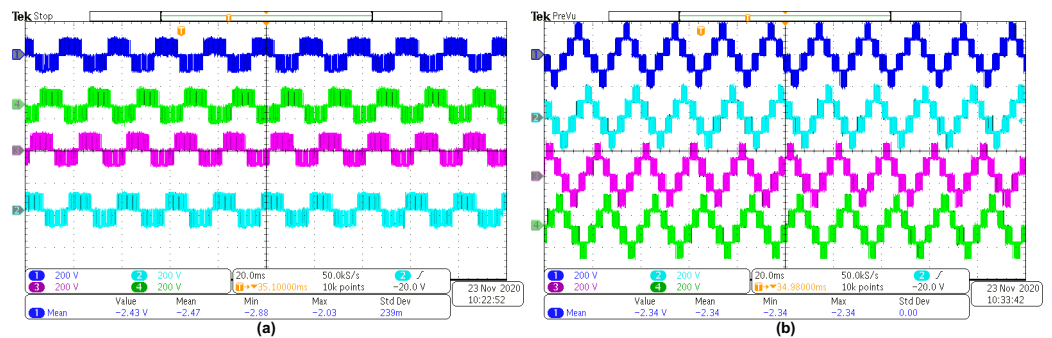 Tek Stop
1
4
3
2
1 200 V 2 200 V
3 200 V 4 200 V
20.0ms 50.0kS/s 2
T→▼35.10000ms 10k points −20.0 V
Value Mean Min Max Std Dev
1 Mean −2.43 V −2.47 −2.88 −2.03 239m
23 Nov 2020
10:22:52
(a)
Tek PreVu
1
2
3
4
1 200 V 2 200 V
3 200 V 4 200 V
20.0ms 50.0kS/s 2
T→▼34.98000ms 10k points −20.0 V
Value Mean Min Max Std Dev
1 Mean −2.34 V −2.34 −2.34 −2.34 0.00
23 Nov 2020
10:33:42
(b)